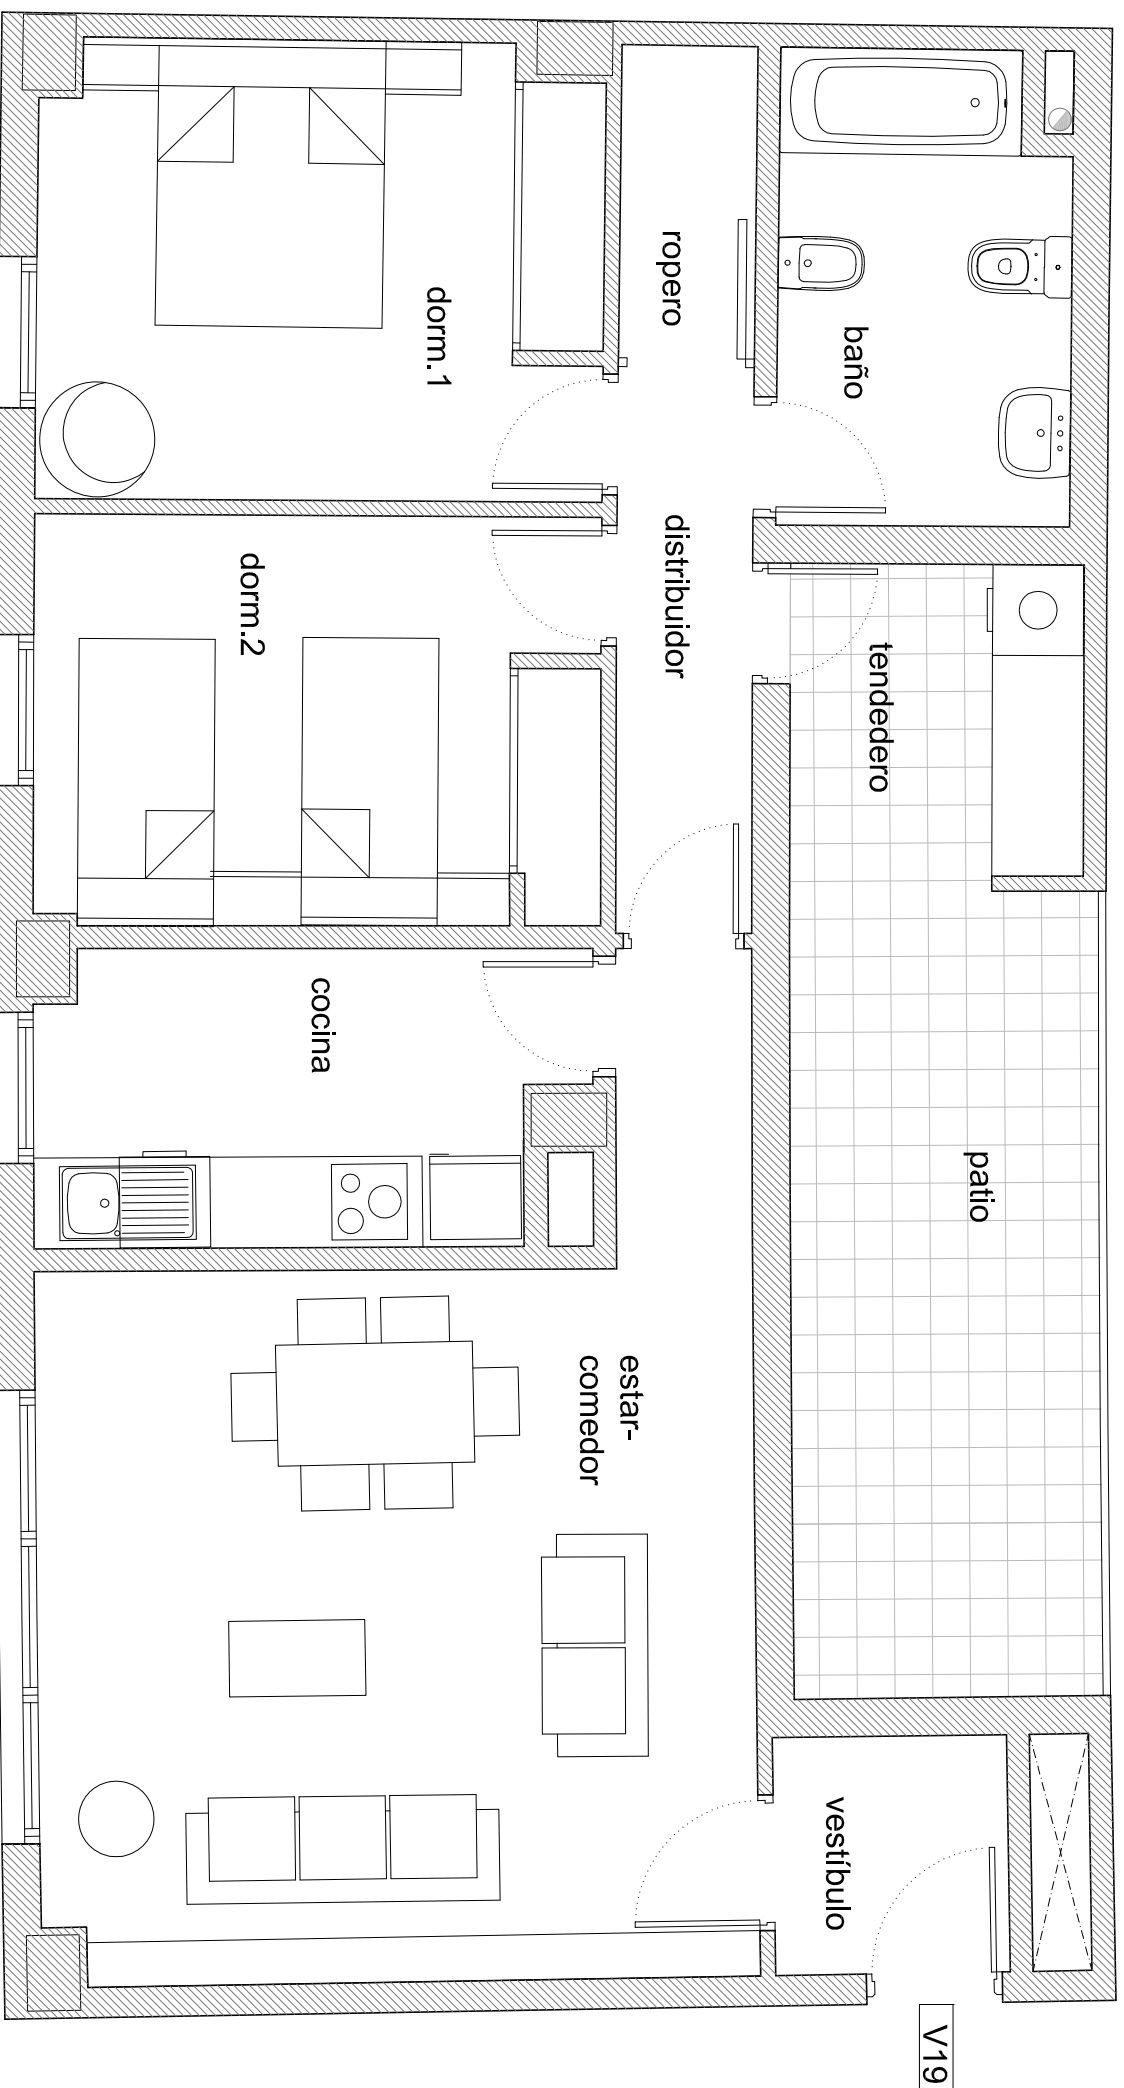 V19
vestíbulo
patio
tendedero
baño
ropero
distribuidor
estar-
comedor
dorm.1
cocina
dorm.2